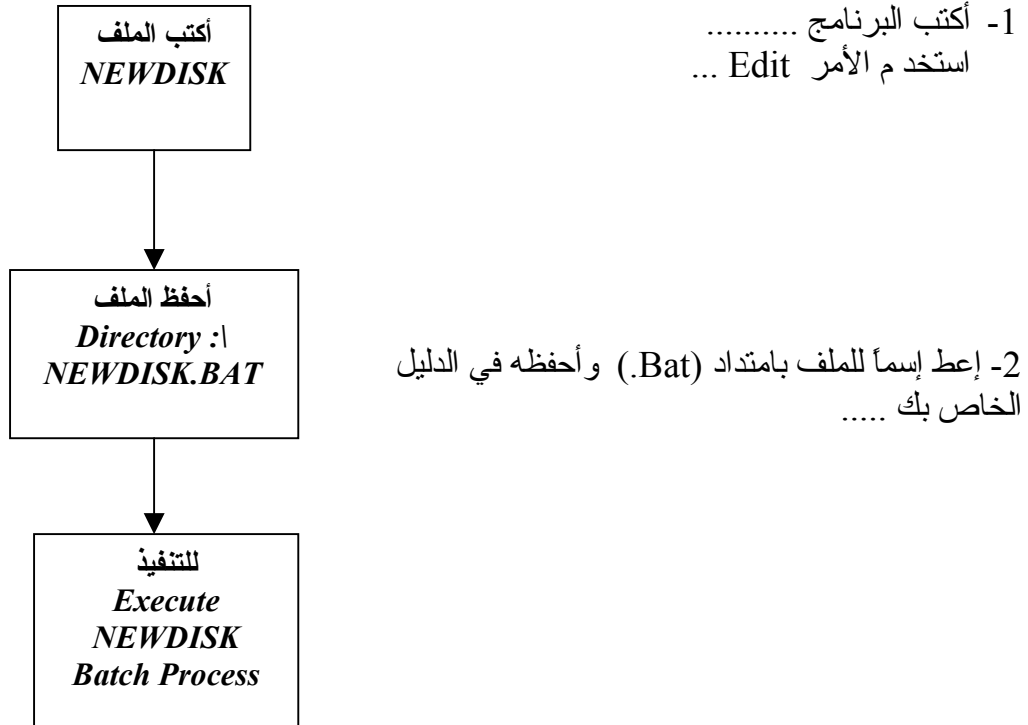 1- أكتب البرنامج ..........
استخد م الأمر Edit ...
أكتب الملف
NEWDISK
أحفظ الملف
Directory :\
NEWDISK.BAT
2- إعط إسماً للملف بامتداد (Bat.) وأحفظه في الدليل
الخاص بك .....
للتنفيذ
Execute
NEWDISK
Batch Process